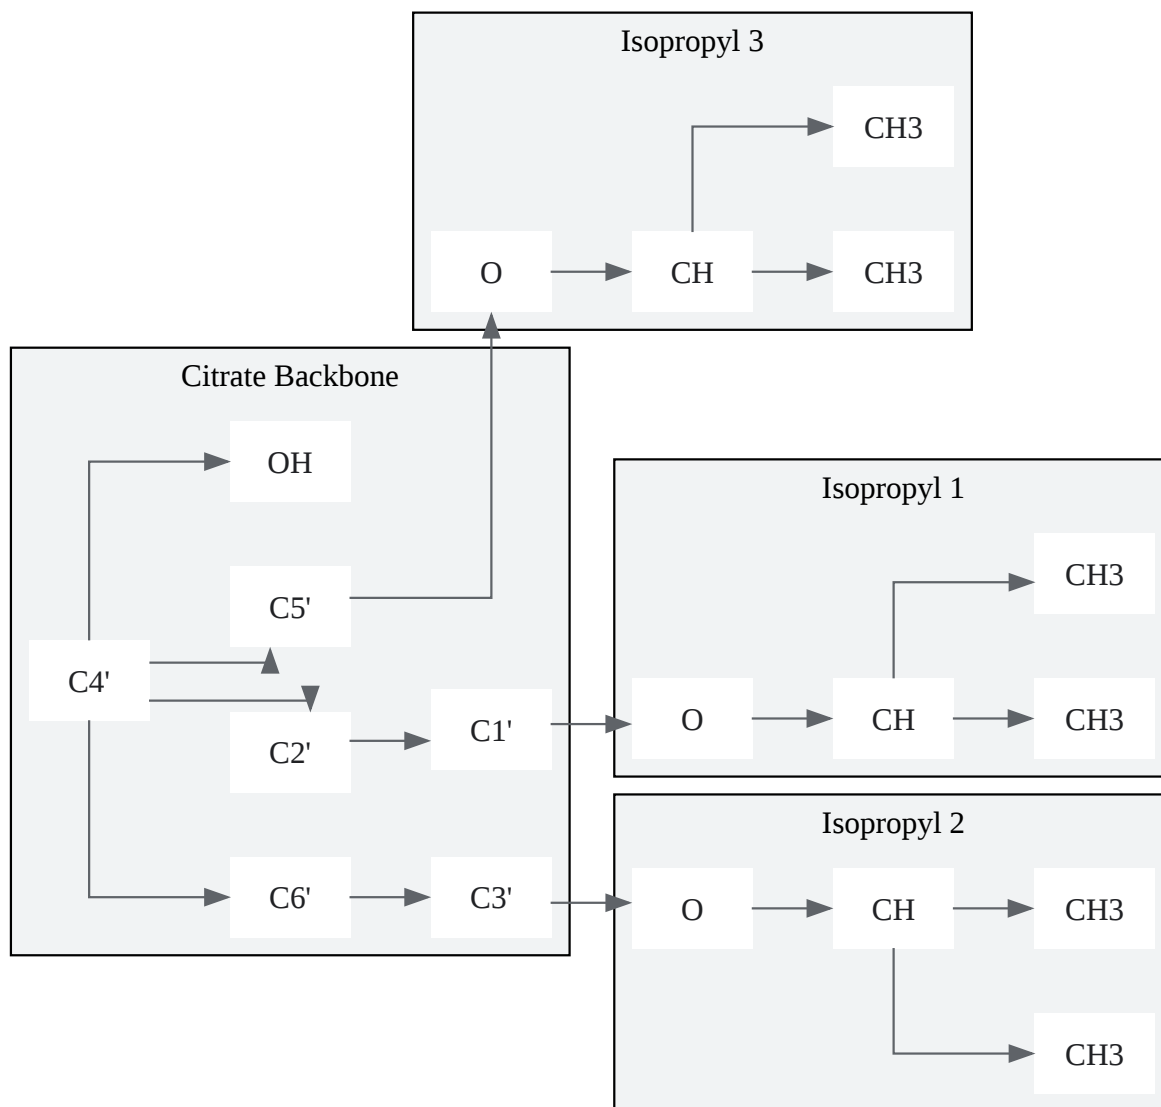 Isopropyl 3
CH3
O
CH
CH3
Citrate Backbone
OH
C5'
C4'
C2'
C1'
C6'
C3'
Isopropyl 1
CH3
O
CH
CH3
Isopropyl 2
O
CH
CH3
CH3